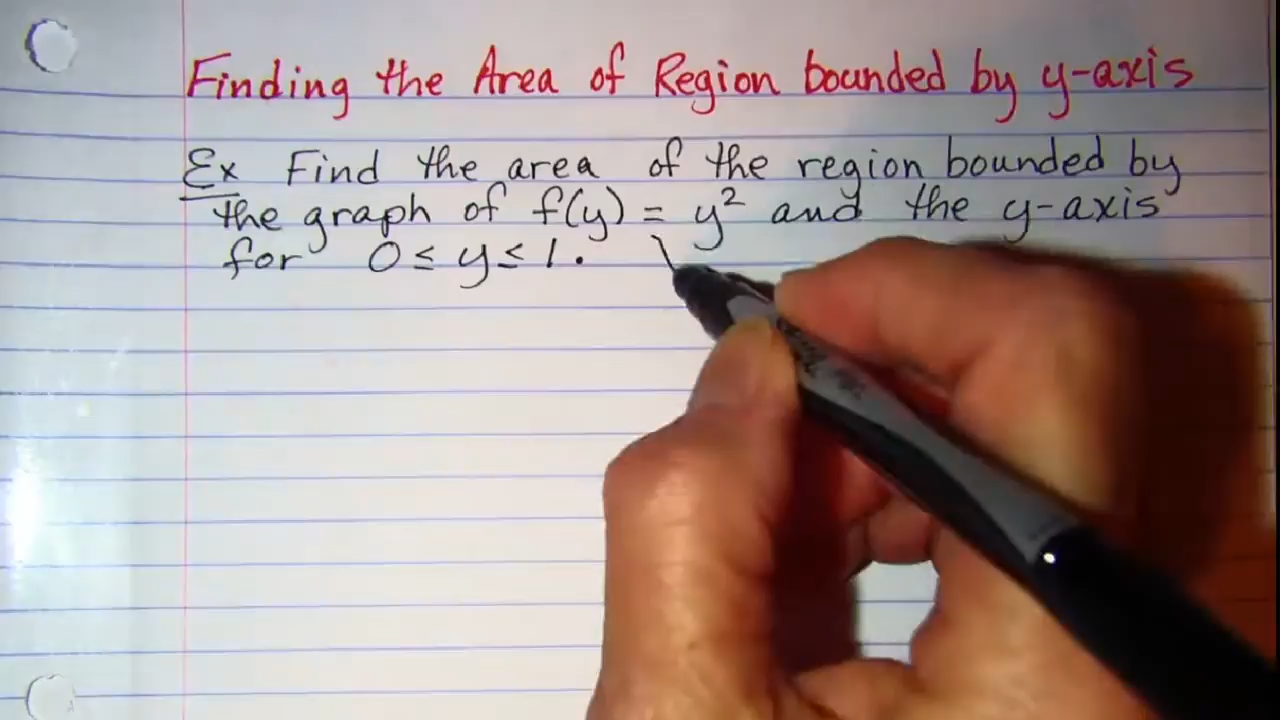 Finding the Area of Region bounded by y-axis
Ex Find the area of the region bounded by
the graph of f(y) = y² and the y-axis
for 0 ≤ y ≤ 1.